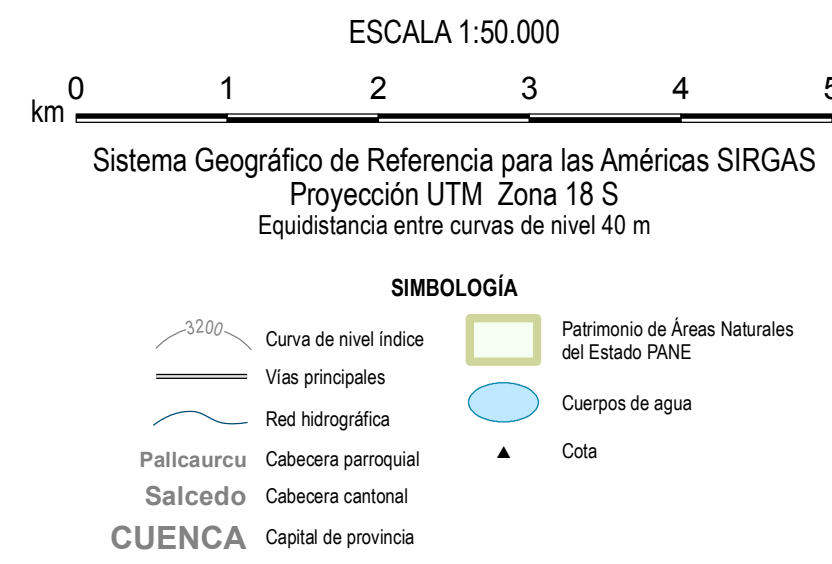 ESCALA 1:50.000
0 1 2 3 4 5
km
Sistema Geográfico de Referencia para las Américas SIRGAS
Proyección UTM Zona 18 S
Equidistancia entre curvas de nivel 40 m
SIMBOLOGÍA
3200
Curva de nivel índice
Vías principales
Red hidrográfica
Pallcaurcu Cabecera parroquial
Salcedo Cabecera cantonal
CUENCA Capital de provincia
Patrimonio de Áreas Naturales
del Estado PANE
Cuerpos de agua
Cota